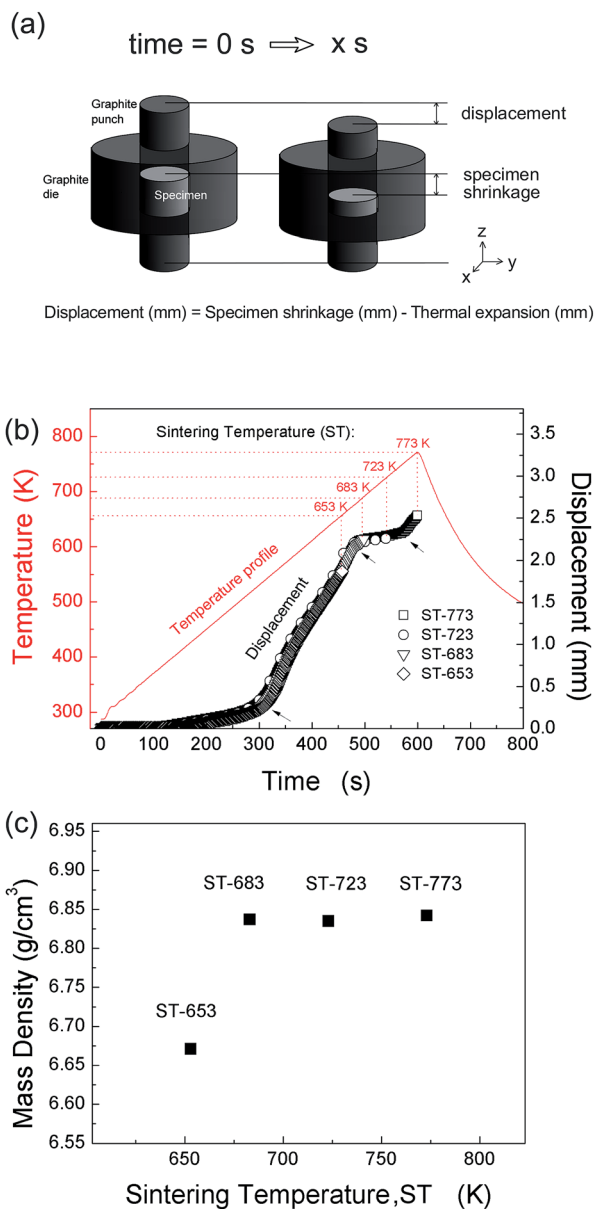 (a)
time = 0 s ⇒ x s
Graphite
punch
displacement
Graphite
die
Specimen
specimen
shrinkage
z
y
x
Displacement (mm) = Specimen shrinkage (mm) - Thermal expansion (mm)
(b)
Sintering Temperature (ST):
773 K
723 K
683 K
653 K
Temperature (K)
800
750
700
650
600
550
500
450
400
350
300
Temperature profile
Displacement
ST-773
ST-723
ST-683
ST-653
3.5
3.0
2.5
2.0
1.5
1.0
0.5
0.0
Displacement (mm)
0 100 200 300 400 500 600 700 800
Time (s)
(c)
Mass Density (g/cm³)
6.95
6.90
6.85
6.80
6.75
6.70
6.65
6.60
6.55
ST-683 ST-723 ST-773
ST-653
650 700 750 800
Sintering Temperature,ST (K)